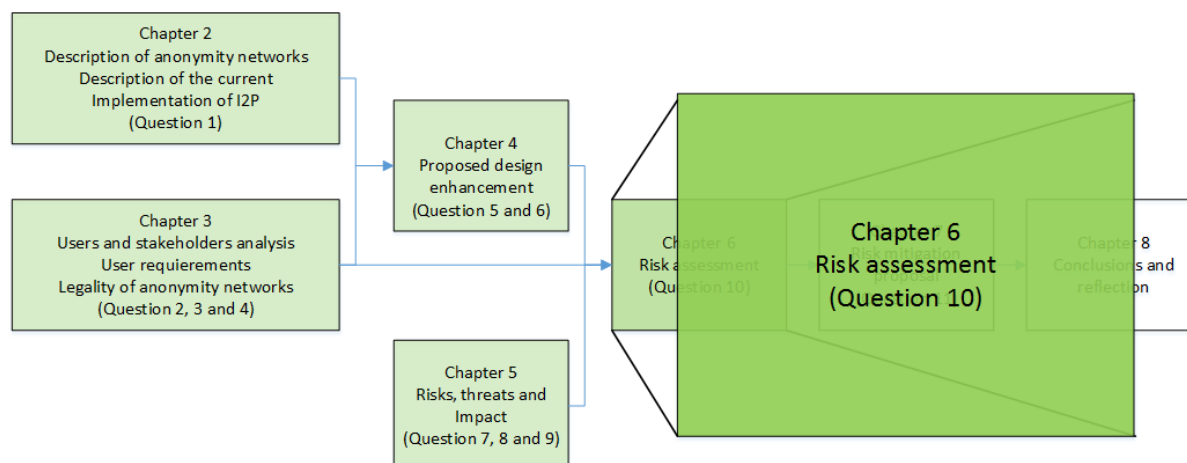 Chapter 2
Description of anonymity networks
Description of the current
Implementation of I2P
(Question 1)
Chapter 3
Users and stakeholders analysis
User requierements
Legality of anonymity networks
(Question 2, 3 and 4)
Chapter 4
Proposed design
enhancement
(Question 5 and 6)
Chapter 5
Risks, threats and
Impact
(Question 7, 8 and 9)
Chapter 6
Risk assessment
(Question 10)
Chapter 6
Risk assessment
(Question 10)
Risk mitigation
proposal
Chapter 8
Conclusions and
reflection